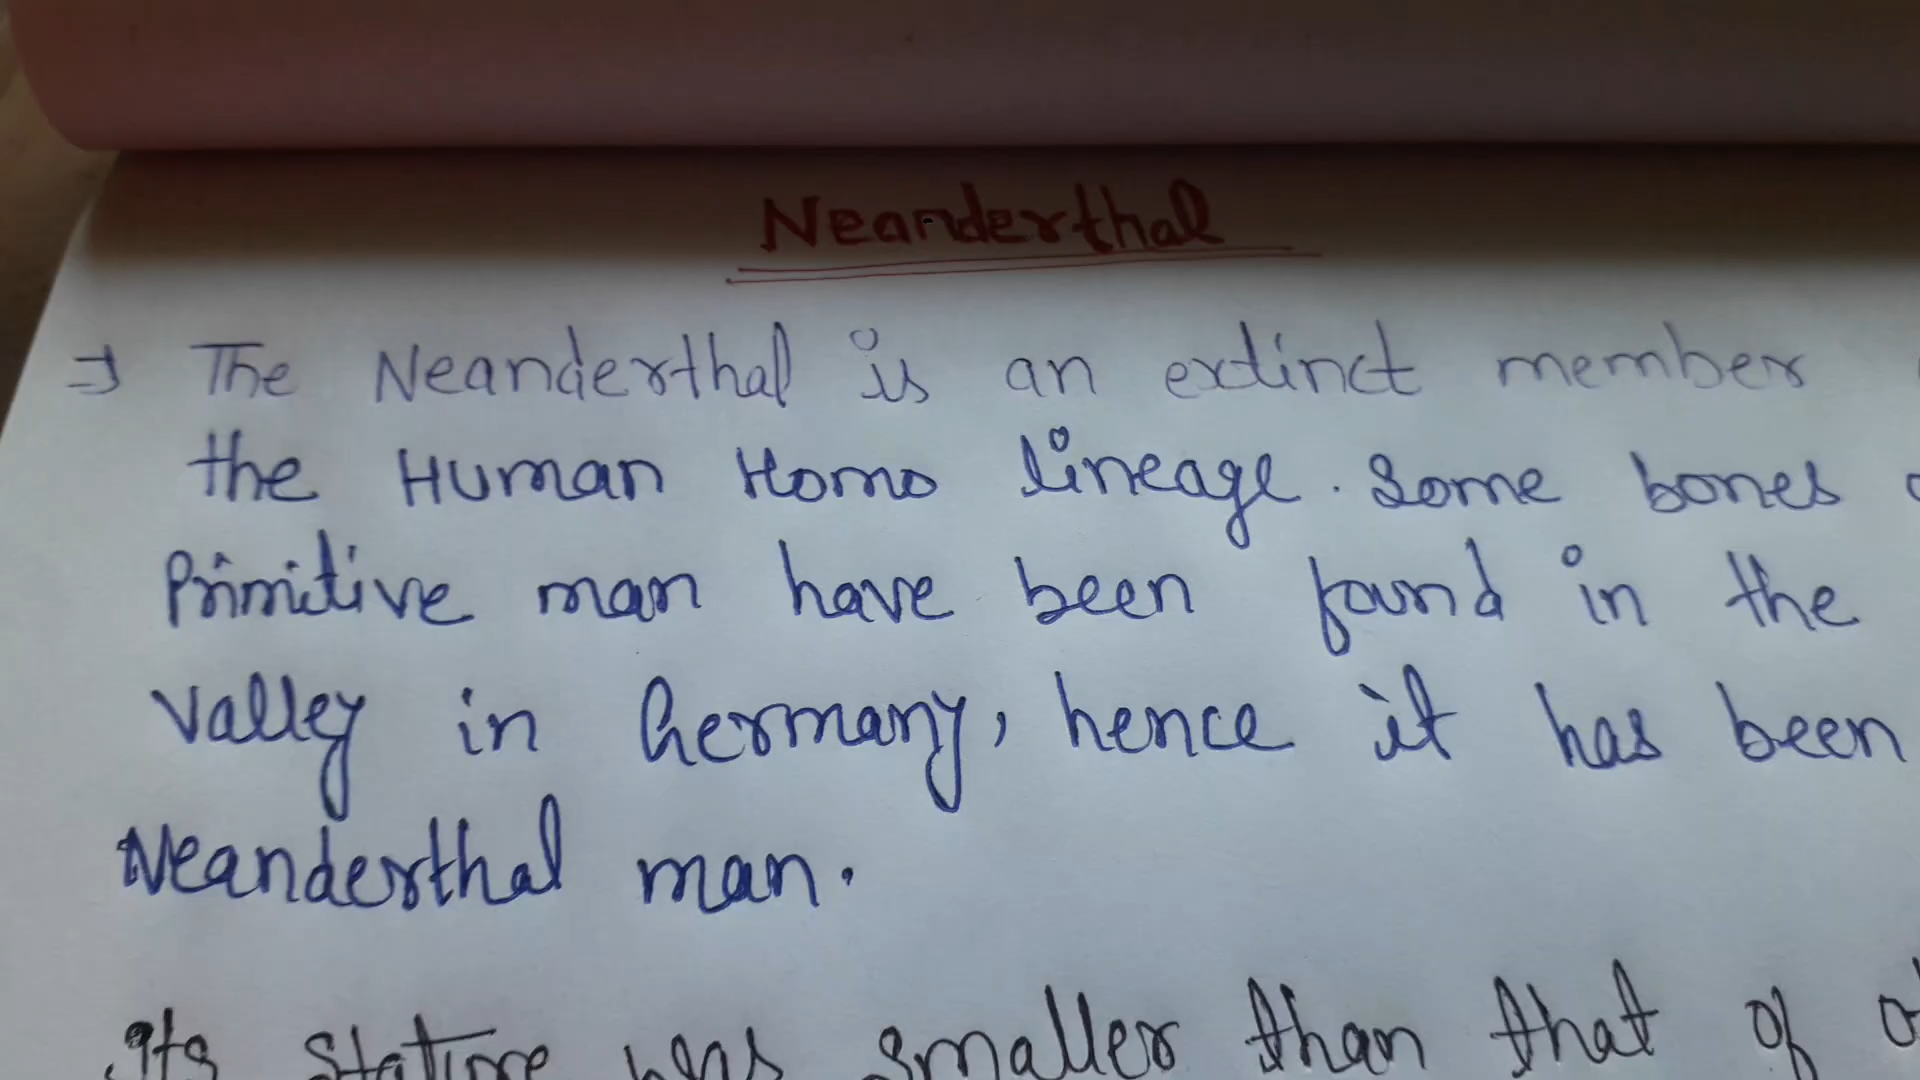 Neanderthal
⇒ The Neanderthal is an extinct member
the Human Homo lineage. Some bones
Primitive man have been found in the
valley in Germany, hence it has been
Neanderthal man.
Its stature was smaller than that of